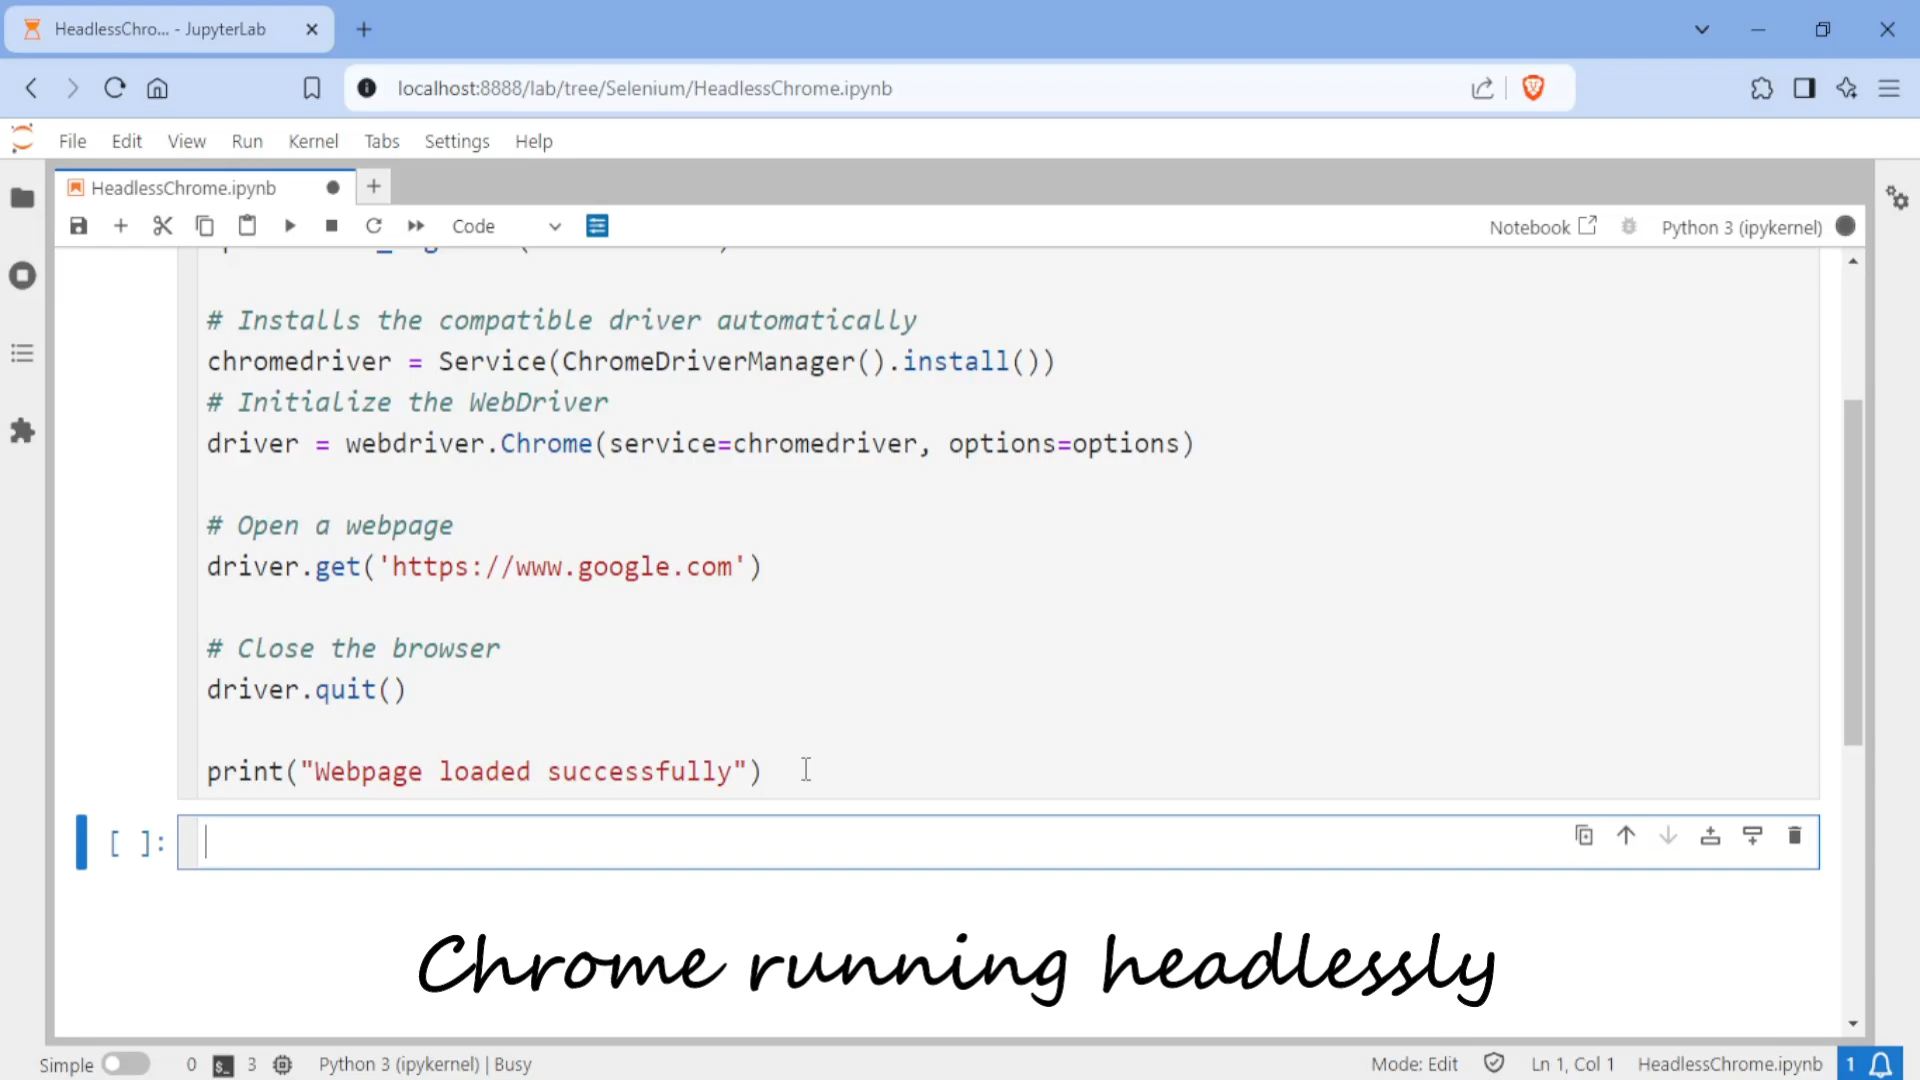 HeadlessChro... - JupyterLab
localhost:8888/lab/tree/Selenium/HeadlessChrome.ipynb
File Edit View Run Kernel Tabs Settings Help
HeadlessChrome.ipynb
Code Notebook Python 3 (ipykernel)
# Installs the compatible driver automatically
chromedriver = Service(ChromeDriverManager().install())
# Initialize the WebDriver
driver = webdriver.Chrome(service=chromedriver, options=options)
# Open a webpage
driver.get('https://www.google.com')
# Close the browser
driver.quit()
print("Webpage loaded successfully")
[ ]:
Chrome running headlessly
Simple 0 $_ 3 Python 3 (ipykernel) | Busy Mode: Edit Ln 1, Col 1 HeadlessChrome.ipynb 1